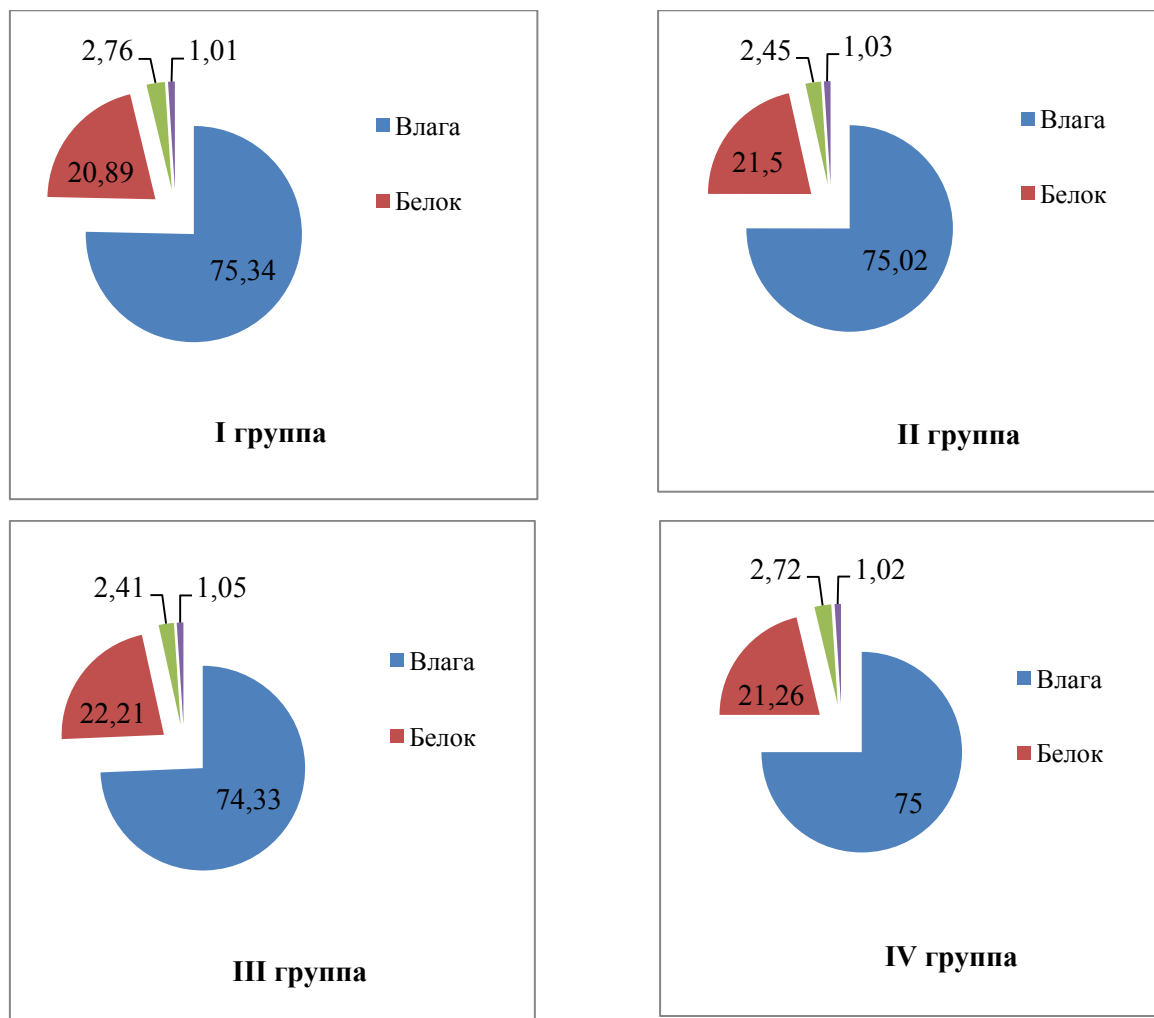 2,76
1,01
20,89
75,34
Влага
Белок
I группа
2,45
1,03
21,5
75,02
Влага
Белок
II группа
2,41
1,05
22,21
74,33
Влага
Белок
III группа
2,72
1,02
21,26
75
Влага
Белок
IV группа